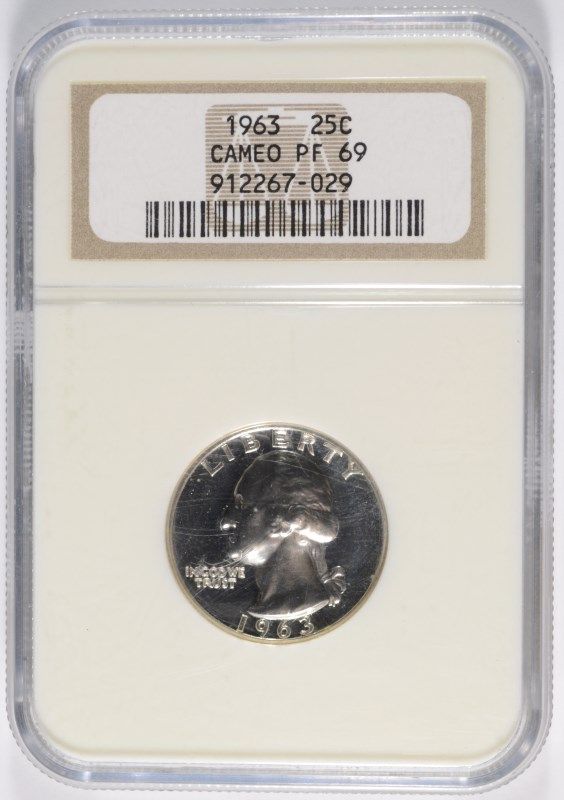 1963 25C
CAMEO PF 69
912267-029
LIBERTY
IN GOD WE
TRUST
1963